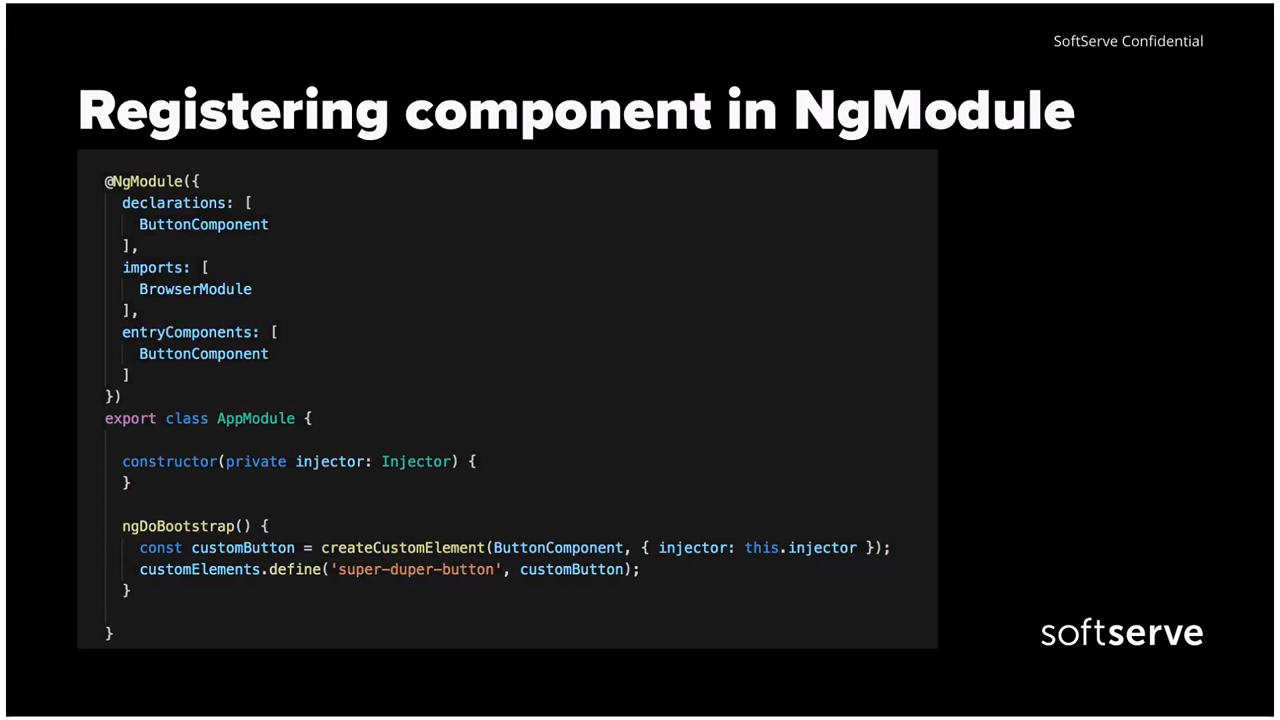 SoftServe Confidential
Registering component in NgModule
@NgModule({
  declarations: [
    ButtonComponent
  ],
  imports: [
    BrowserModule
  ],
  entryComponents: [
    ButtonComponent
  ]
})
export class AppModule {
  constructor(private injector: Injector) {
  }
  ngDoBootstrap() {
    const customButton = createCustomElement(ButtonComponent, { injector: this.injector });
    customElements.define('super-duper-button', customButton);
  }
}
softserve